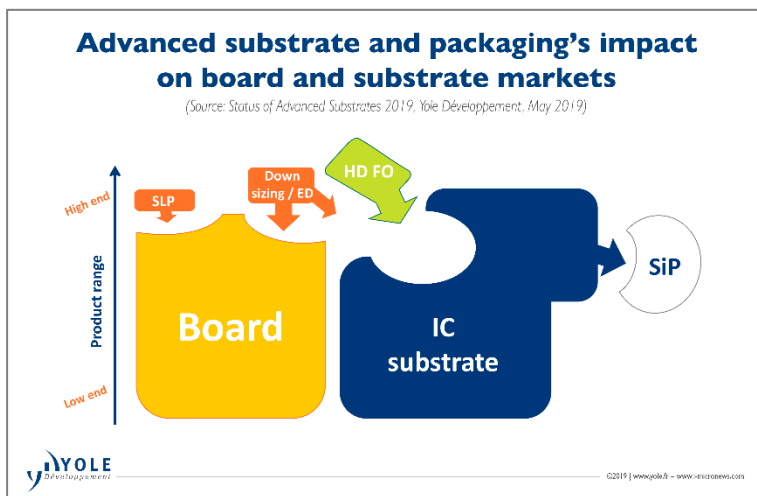 Advanced substrate and packaging's impact
on board and substrate markets
(Source: Status of Advanced Substrates 2019, Yole Développement, May 2019)
High end
Product range
Low end
SLP
Down
sizing / ED
HD FO
Board
IC
substrate
SiP
YOLE
Développement
©2019 | www.yole.fr – www.i-micronews.com